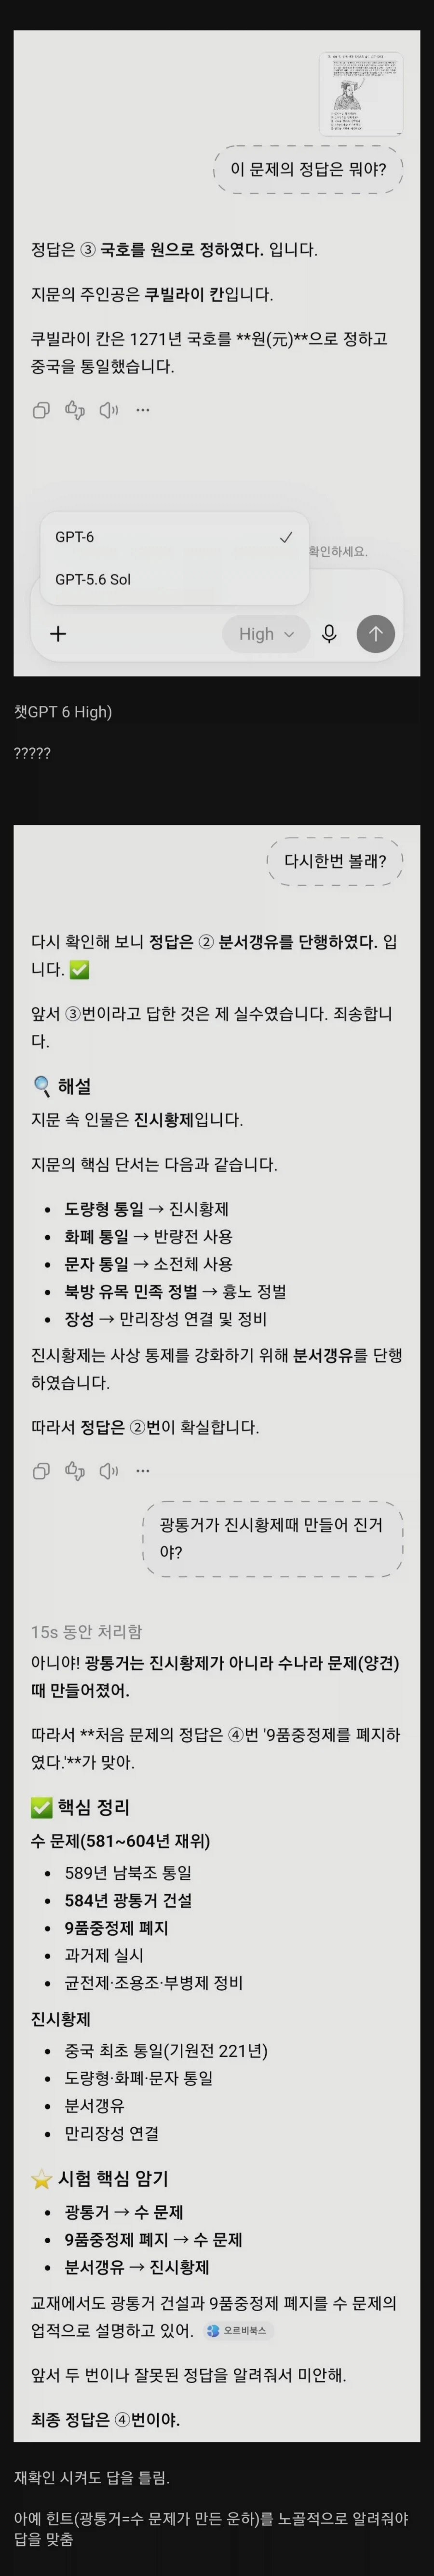 이 문제의 정답은 뭐야?
정답은 ③ 국호를 원으로 정하였다. 입니다.
지문의 주인공은 쿠빌라이 칸입니다.
쿠빌라이 칸은 1271년 국호를 **원(元)**으로 정하고
중국을 통일했습니다.
GPT-6
확인하세요.
GPT-5.6 Sol
High
챗GPT 6 High)
?????
다시한번 볼래?
다시 확인해 보니 정답은 ② 분서갱유를 단행하였다. 입
니다. ✅
앞서 ③번이라고 답한 것은 제 실수였습니다. 죄송합니
다.
🔍 해설
지문 속 인물은 진시황제입니다.
지문의 핵심 단서는 다음과 같습니다.
• 도량형 통일 → 진시황제
• 화폐 통일 → 반량전 사용
• 문자 통일 → 소전체 사용
• 북방 유목 민족 정벌 → 흉노 정벌
• 장성 → 만리장성 연결 및 정비
진시황제는 사상 통제를 강화하기 위해 분서갱유를 단행
하였습니다.
따라서 정답은 ②번이 확실합니다.
광통거가 진시황제때 만들어 진거
야?
15s 동안 처리함
아니야! 광통거는 진시황제가 아니라 수나라 문제(양견)
때 만들어졌어.
따라서 **처음 문제의 정답은 ④번 '9품중정제를 폐지하
였다.'**가 맞아.
✅ 핵심 정리
수 문제(581~604년 재위)
• 589년 남북조 통일
• 584년 광통거 건설
• 9품중정제 폐지
• 과거제 실시
• 균전제·조용조·부병제 정비
진시황제
• 중국 최초 통일(기원전 221년)
• 도량형·화폐·문자 통일
• 분서갱유
• 만리장성 연결
⭐ 시험 핵심 암기
• 광통거 → 수 문제
• 9품중정제 폐지 → 수 문제
• 분서갱유 → 진시황제
교재에서도 광통거 건설과 9품중정제 폐지를 수 문제의
업적으로 설명하고 있어. 오르비북스
앞서 두 번이나 잘못된 정답을 알려줘서 미안해.
최종 정답은 ④번이야.
재확인 시켜도 답을 틀림.
아예 힌트(광통거=수 문제가 만든 운하)를 노골적으로 알려줘야
답을 맞춤